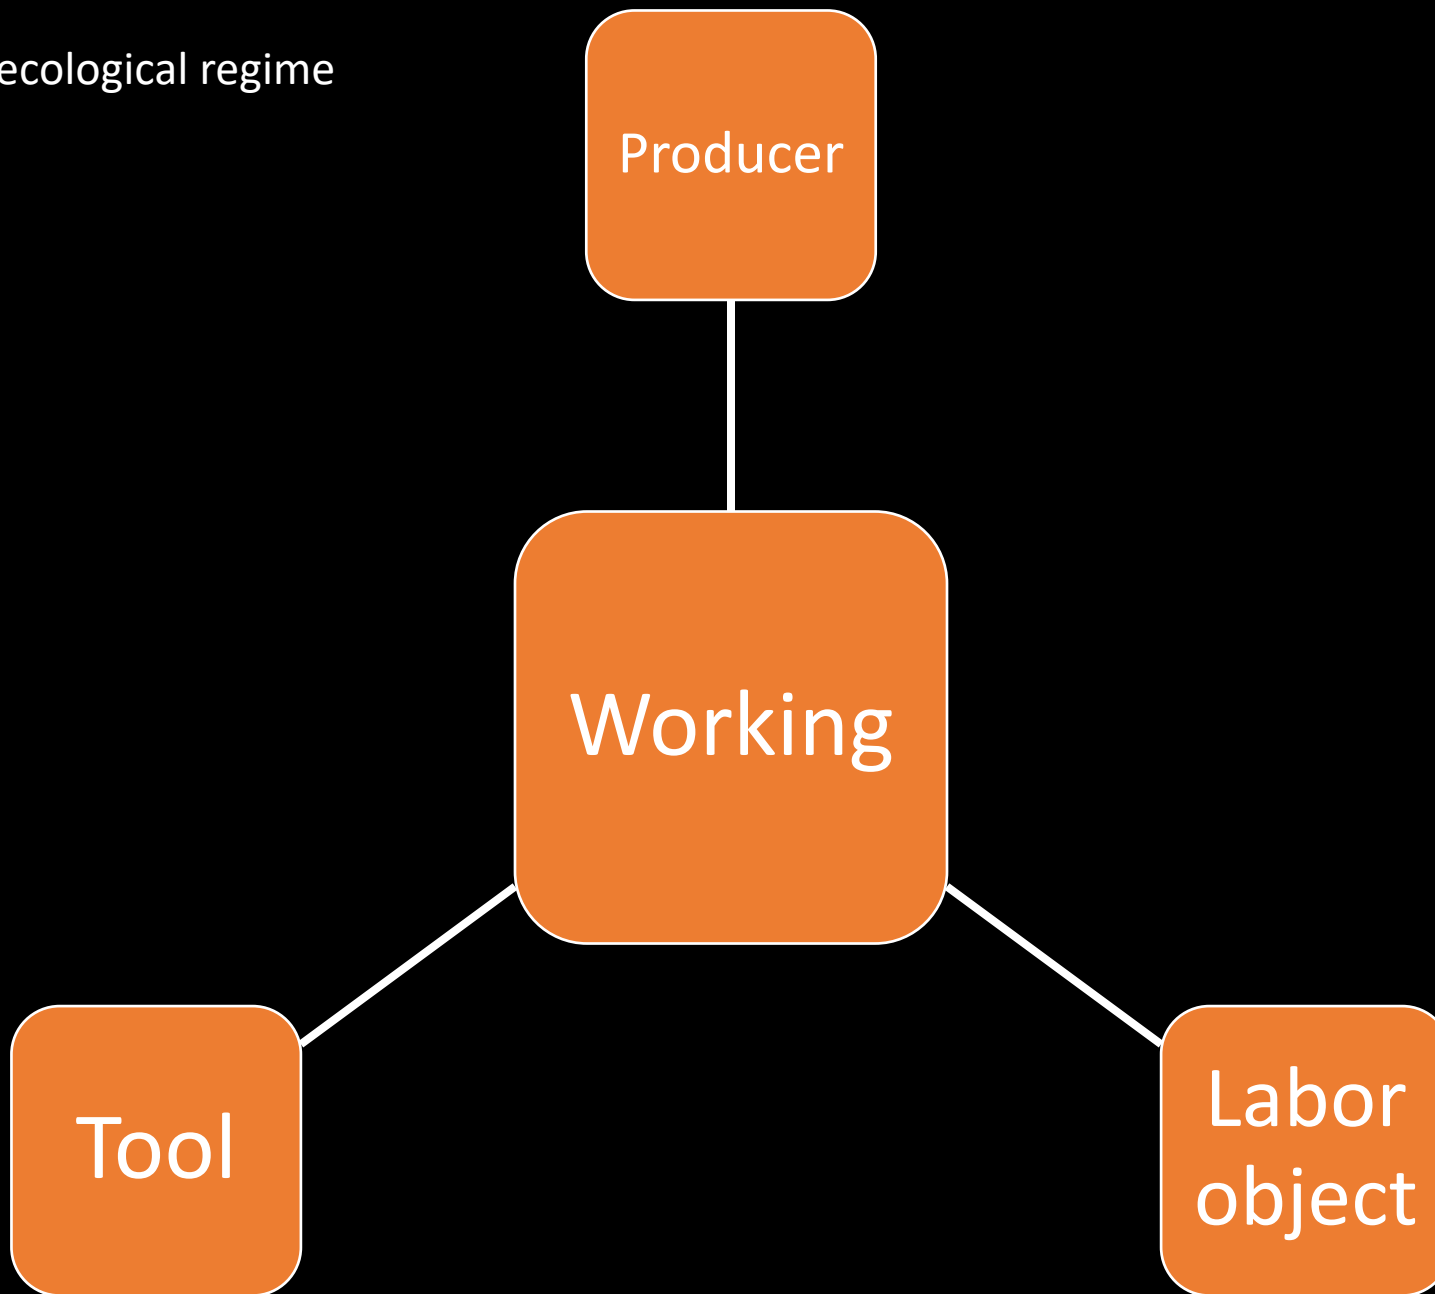 ecological regime
Producer
Working
Tool
Labor
object